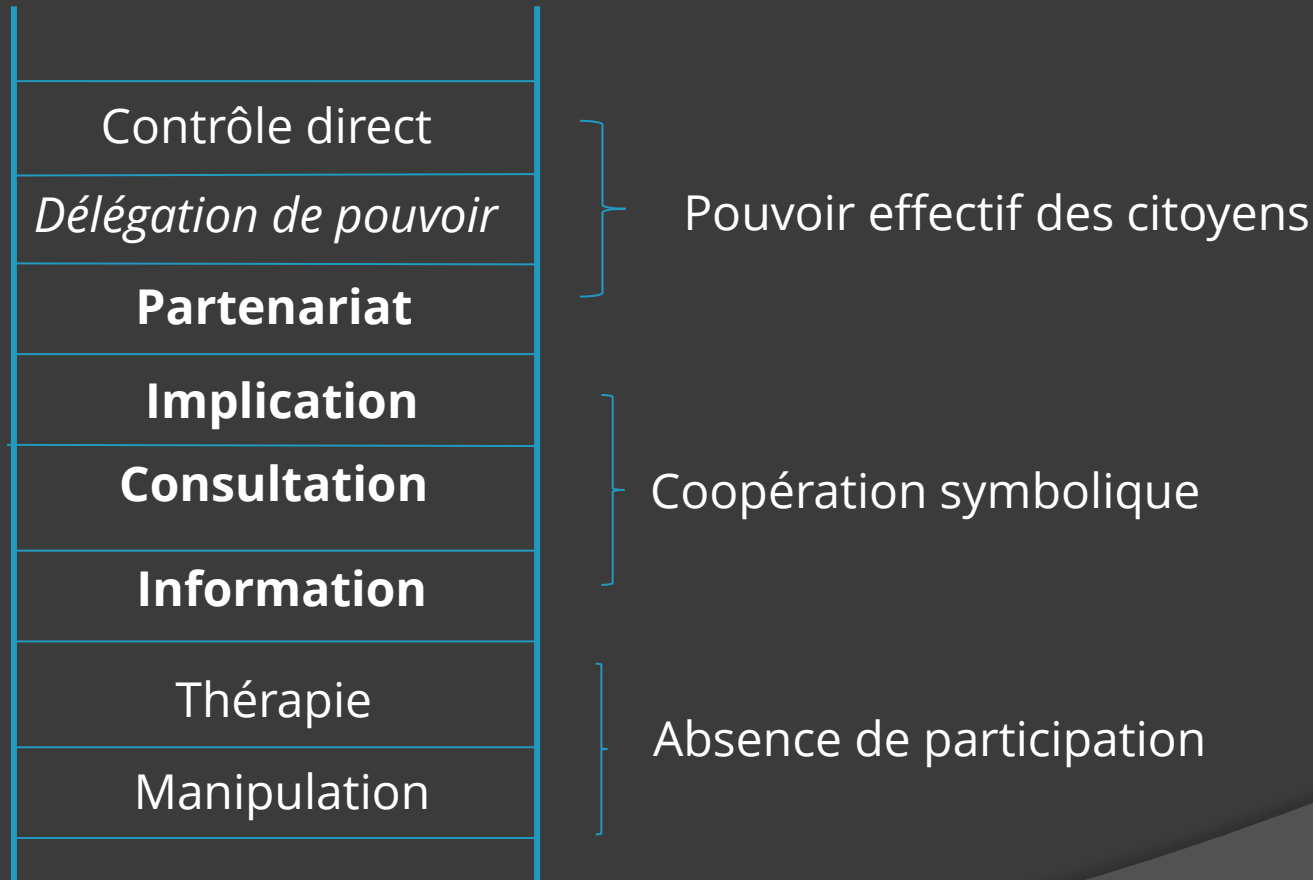 Contrôle direct
Délégation de pouvoir
Pouvoir effectif des citoyens
Partenariat
Implication
Consultation
Coopération symbolique
Information
Thérapie
Absence de participation
Manipulation